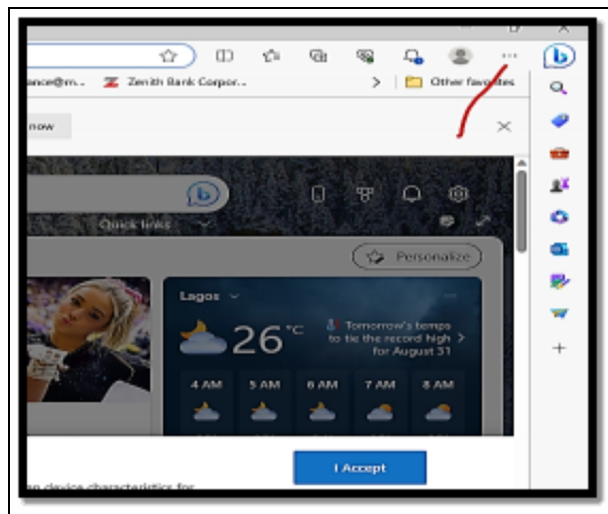 ance@m... Zenith Bank Corpor... Other favorites
now
Quick links
Personalize
Lagos
26 °C
Tomorrow's temps
to tie the record high
for August 31
4 AM 5 AM 6 AM 7 AM 8 AM
I Accept
an device characteristics for